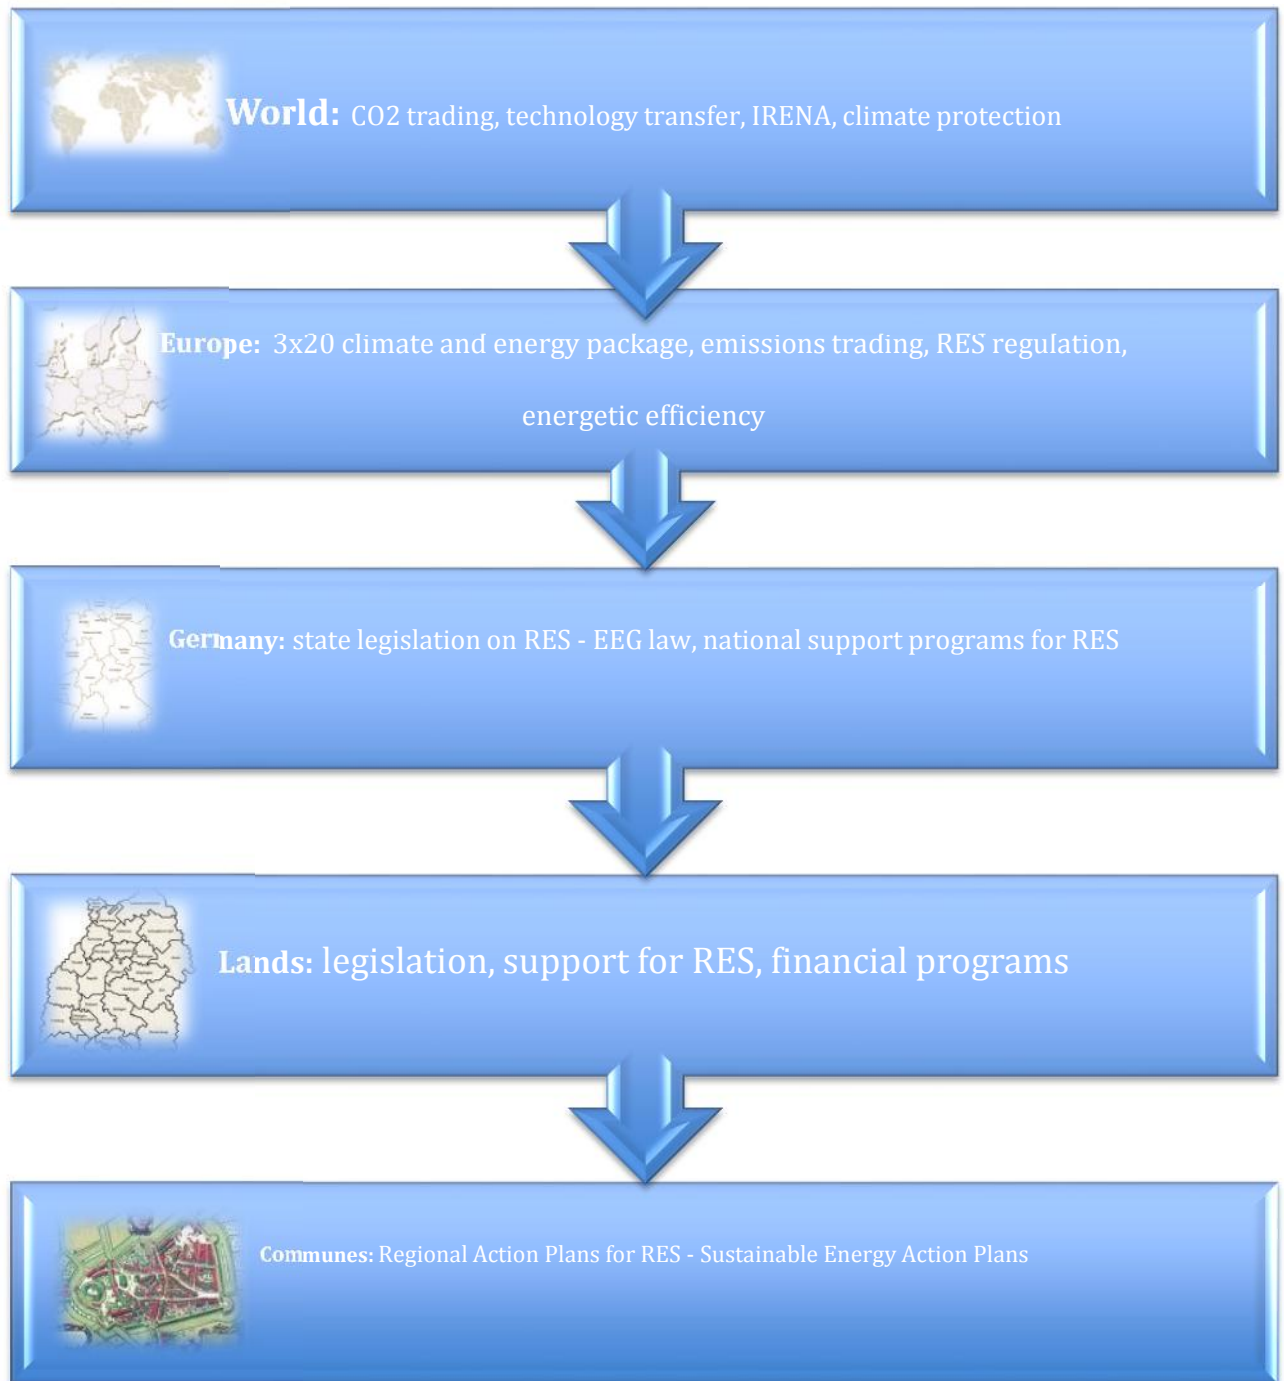 World: CO2 trading, technology transfer, IRENA, climate protection
Europe: 3x20 climate and energy package, emissions trading, RES regulation,
energetic efficiency
Germany: state legislation on RES - EEG law, national support programs for RES
Lands: legislation, support for RES, financial programs
Communes: Regional Action Plans for RES - Sustainable Energy Action Plans